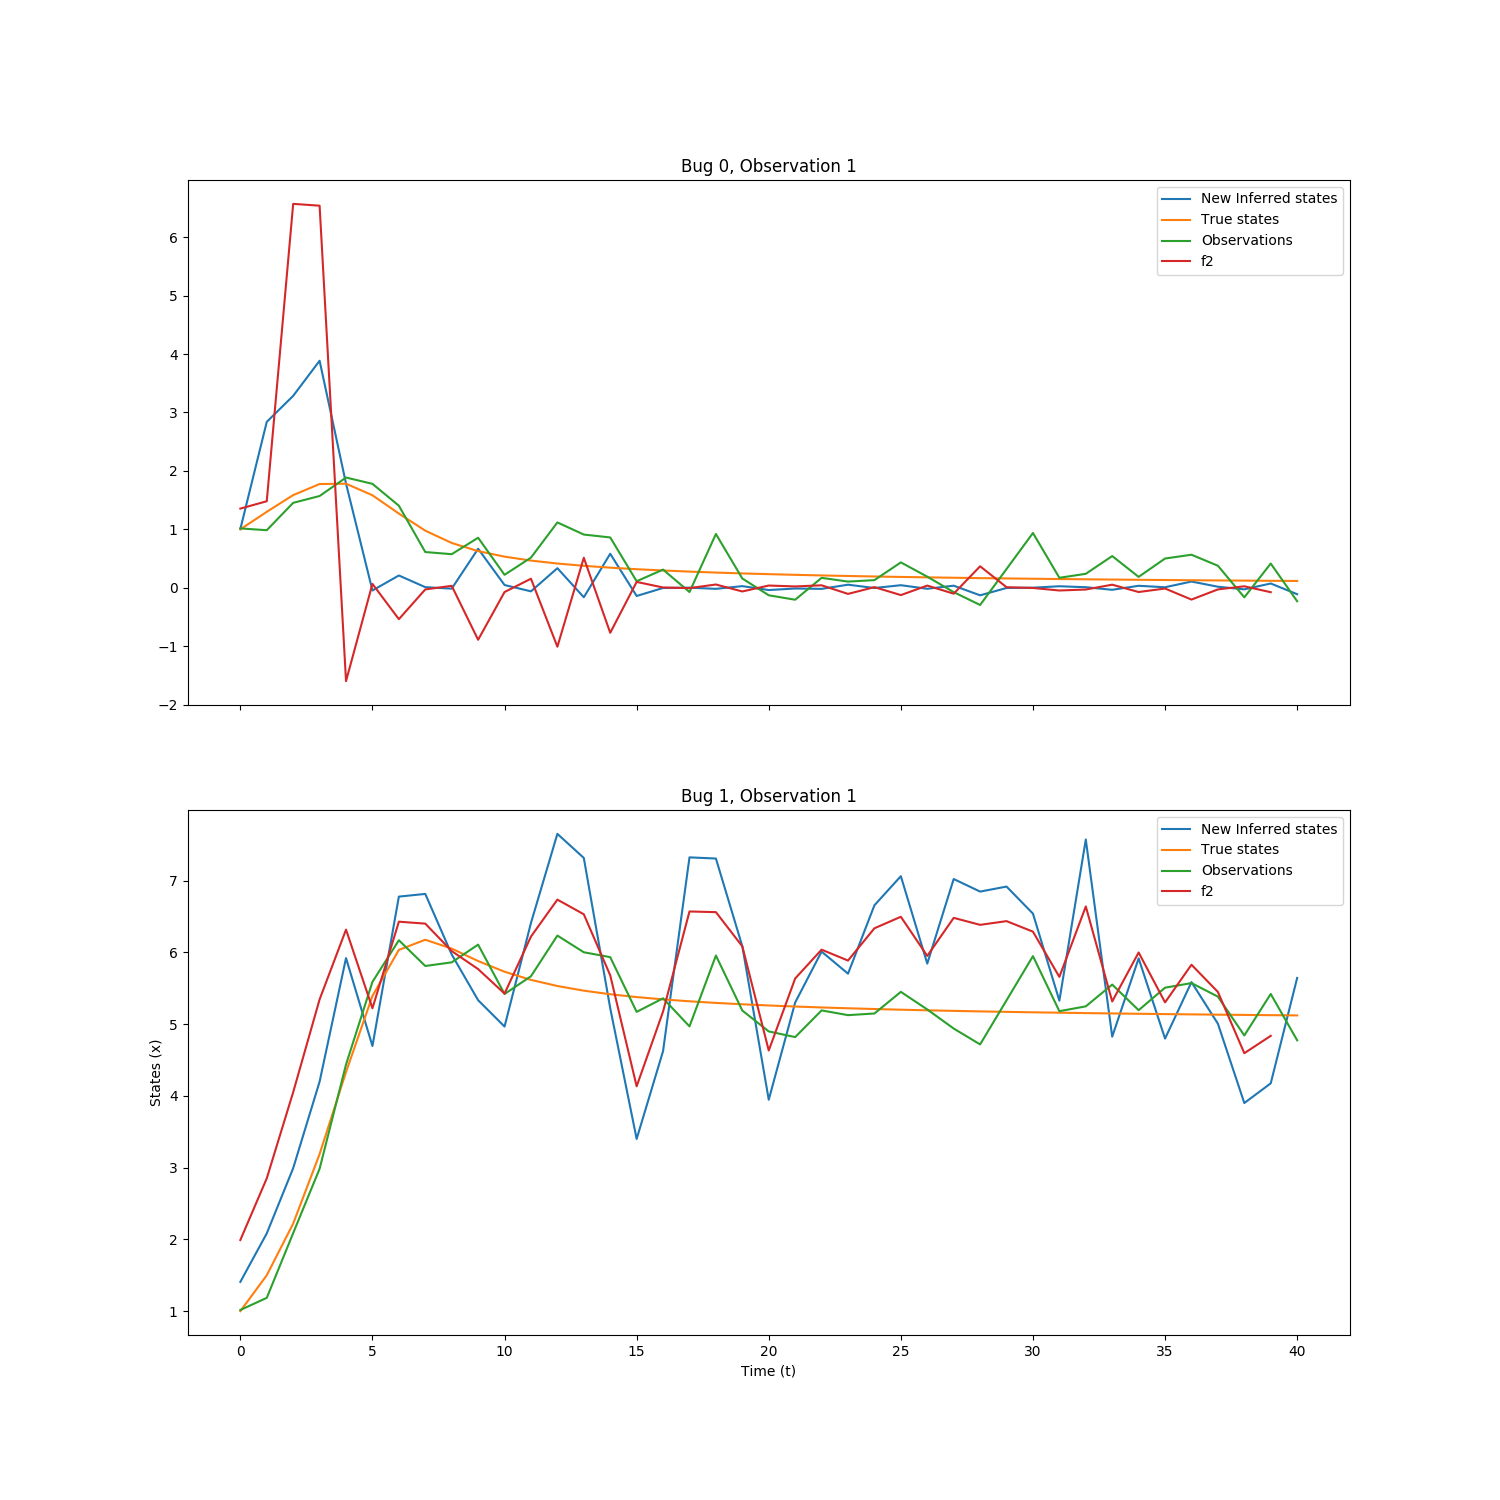 Bug 0, Observation 1
New Inferred states
True states
Observations
f2
6
5
4
3
2
1
0
−1
−2
Bug 1, Observation 1
New Inferred states
True states
Observations
f2
7
6
5
4
3
2
1
States (x)
0 5 10 15 20 25 30 35 40
Time (t)